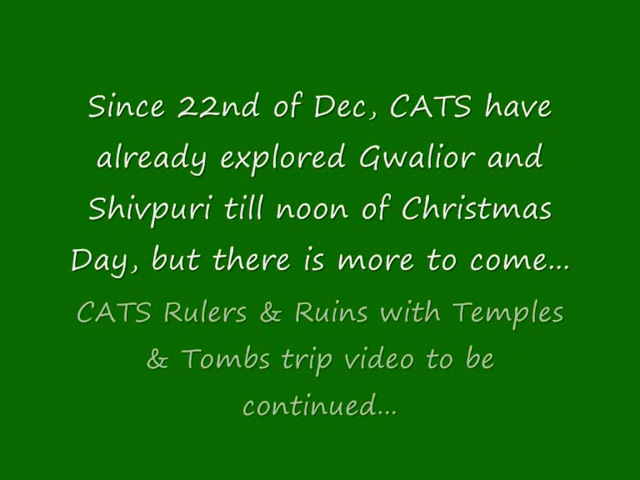 Since 22nd of Dec, CATS have
already explored Gwalior and
Shivpuri till noon of Christmas
Day, but there is more to come...
CATS Rulers & Ruins with Temples
& Tombs trip video to be
continued...